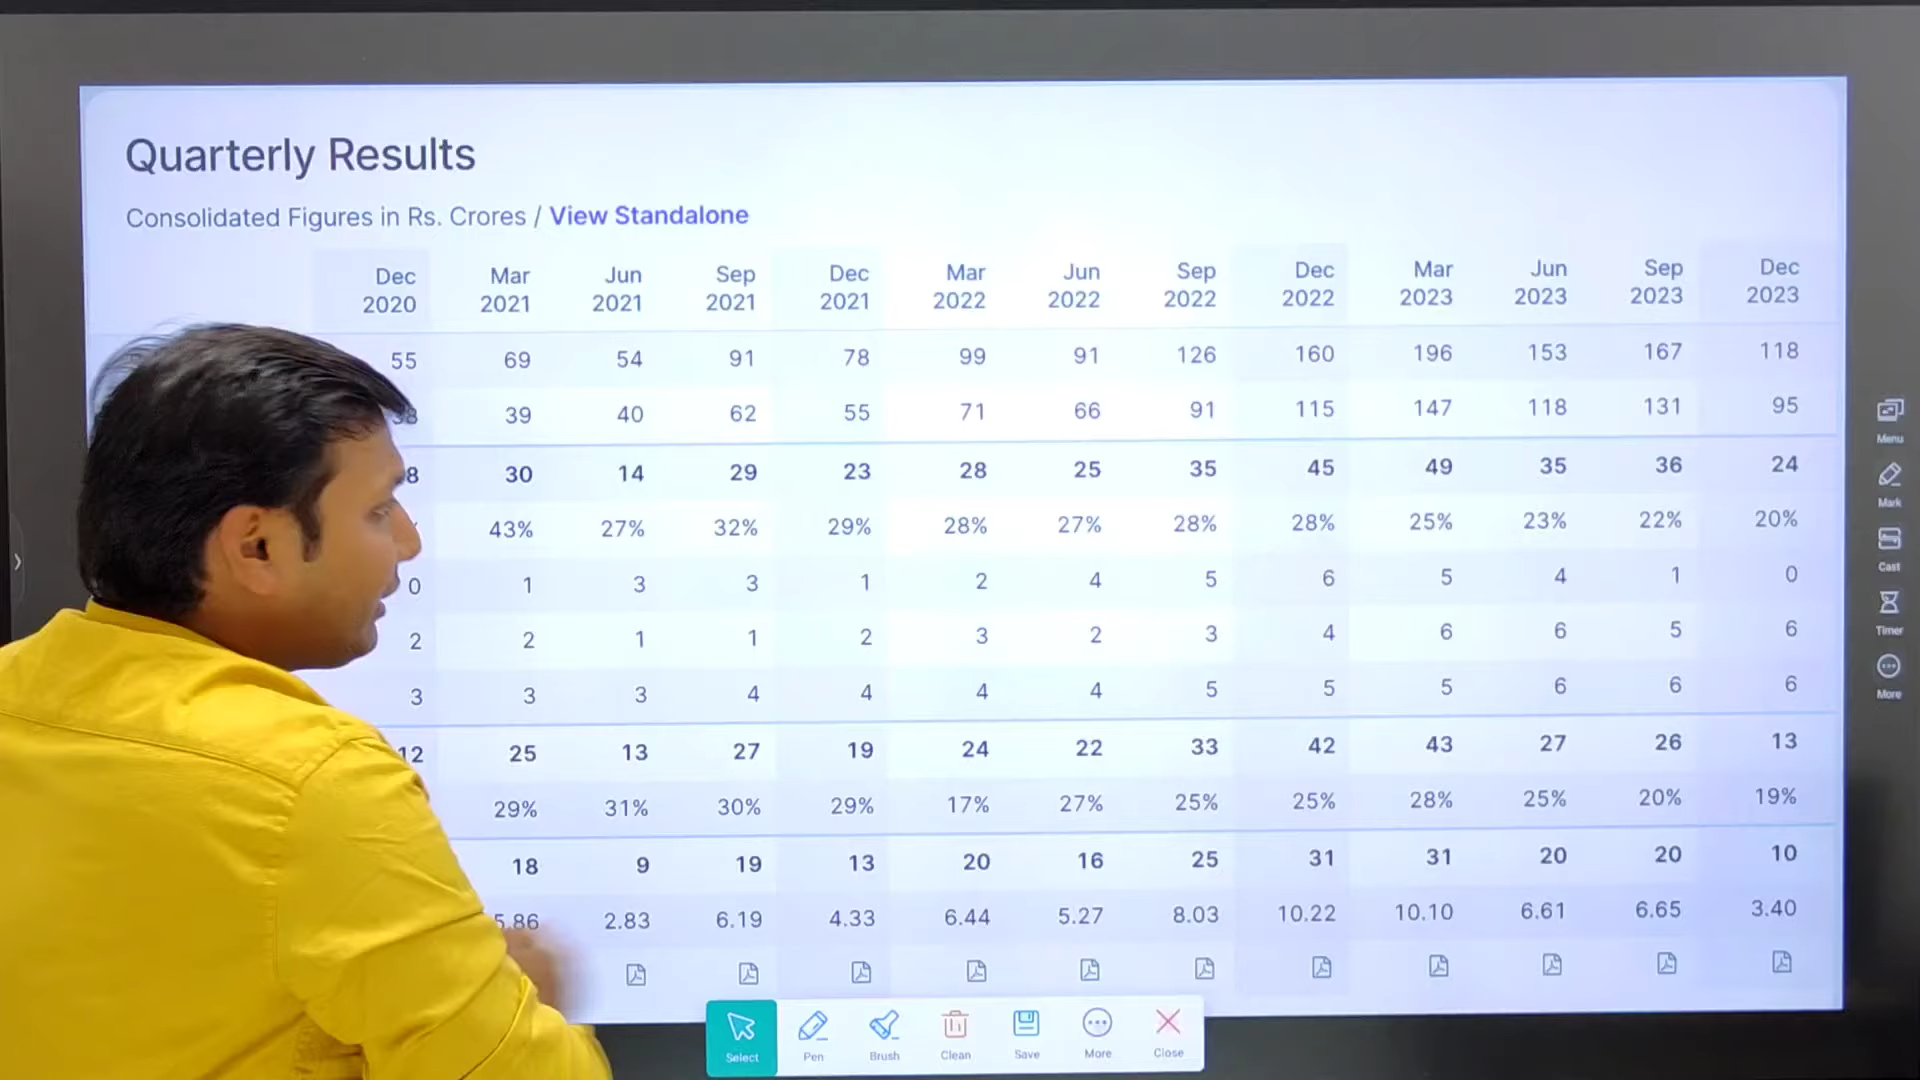 Quarterly Results
Consolidated Figures in Rs. Crores / View Standalone
Dec 2020 Mar 2021 Jun 2021 Sep 2021 Dec 2021 Mar 2022 Jun 2022 Sep 2022 Dec 2022 Mar 2023 Jun 2023 Sep 2023 Dec 2023
55 69 54 91 78 99 91 126 160 196 153 167 118
39 40 62 55 71 66 91 115 147 118 131 95
30 14 29 23 28 25 35 45 49 35 36 24
43% 27% 32% 29% 28% 27% 28% 28% 25% 23% 22% 20%
0 1 3 3 1 2 4 5 6 5 4 1 0
2 2 1 1 2 3 2 3 4 6 6 5 6
3 3 3 4 4 4 4 5 5 5 6 6 6
12 25 13 27 19 24 22 33 42 43 27 26 13
29% 31% 30% 29% 17% 27% 25% 25% 28% 25% 20% 19%
18 9 19 13 20 16 25 31 31 20 20 10
5.86 2.83 6.19 4.33 6.44 5.27 8.03 10.22 10.10 6.61 6.65 3.40
Select Pen Brush Clean Save More Close
Menu
Mark
Cast
Timer
More